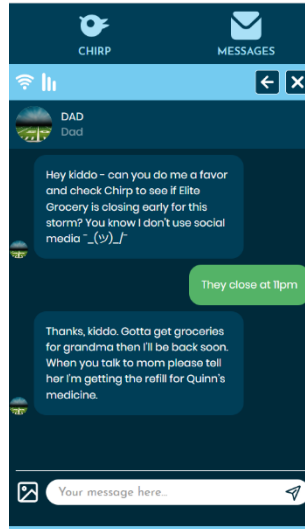 CHIRP
MESSAGES
DAD
Dad
Hey kiddo - can you do me a favor
and check Chirp to see if Elite
Grocery is closing early for this
storm? You know I don't use social
media ¯_(ツ)_/¯
They close at 11pm
Thanks, kiddo. Gotta get groceries
for grandma then I'll be back soon.
When you talk to mom please tell
her I'm getting the refill for Quinn's
medicine.
Your message here..